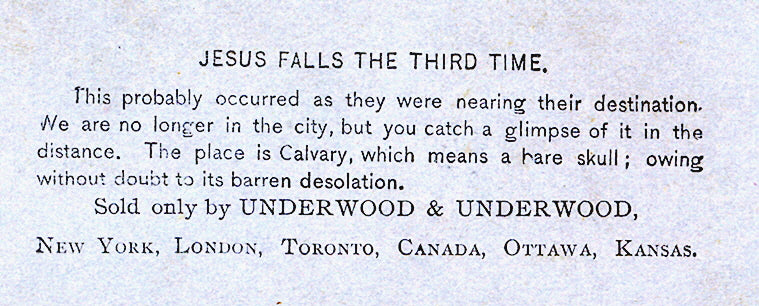 JESUS FALLS THE THIRD TIME.
This probably occurred as they were nearing their destination.
We are no longer in the city, but you catch a glimpse of it in the
distance. The place is Calvary, which means a bare skull; owing
without doubt to its barren desolation.
Sold only by UNDERWOOD & UNDERWOOD,
NEW YORK, LONDON, TORONTO, CANADA, OTTAWA, KANSAS.